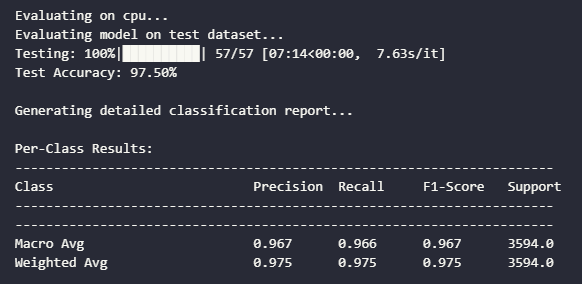 Evaluating on cpu...
Evaluating model on test dataset...
Testing: 100%|██████████| 57/57 [07:14<00:00,  7.63s/it]
Test Accuracy: 97.50%
Generating detailed classification report...
Per-Class Results:
----------------------------------------------------------------------
Class                          Precision  Recall     F1-Score   Support
----------------------------------------------------------------------
----------------------------------------------------------------------
Macro Avg                      0.967      0.966      0.967      3594.0
Weighted Avg                   0.975      0.975      0.975      3594.0